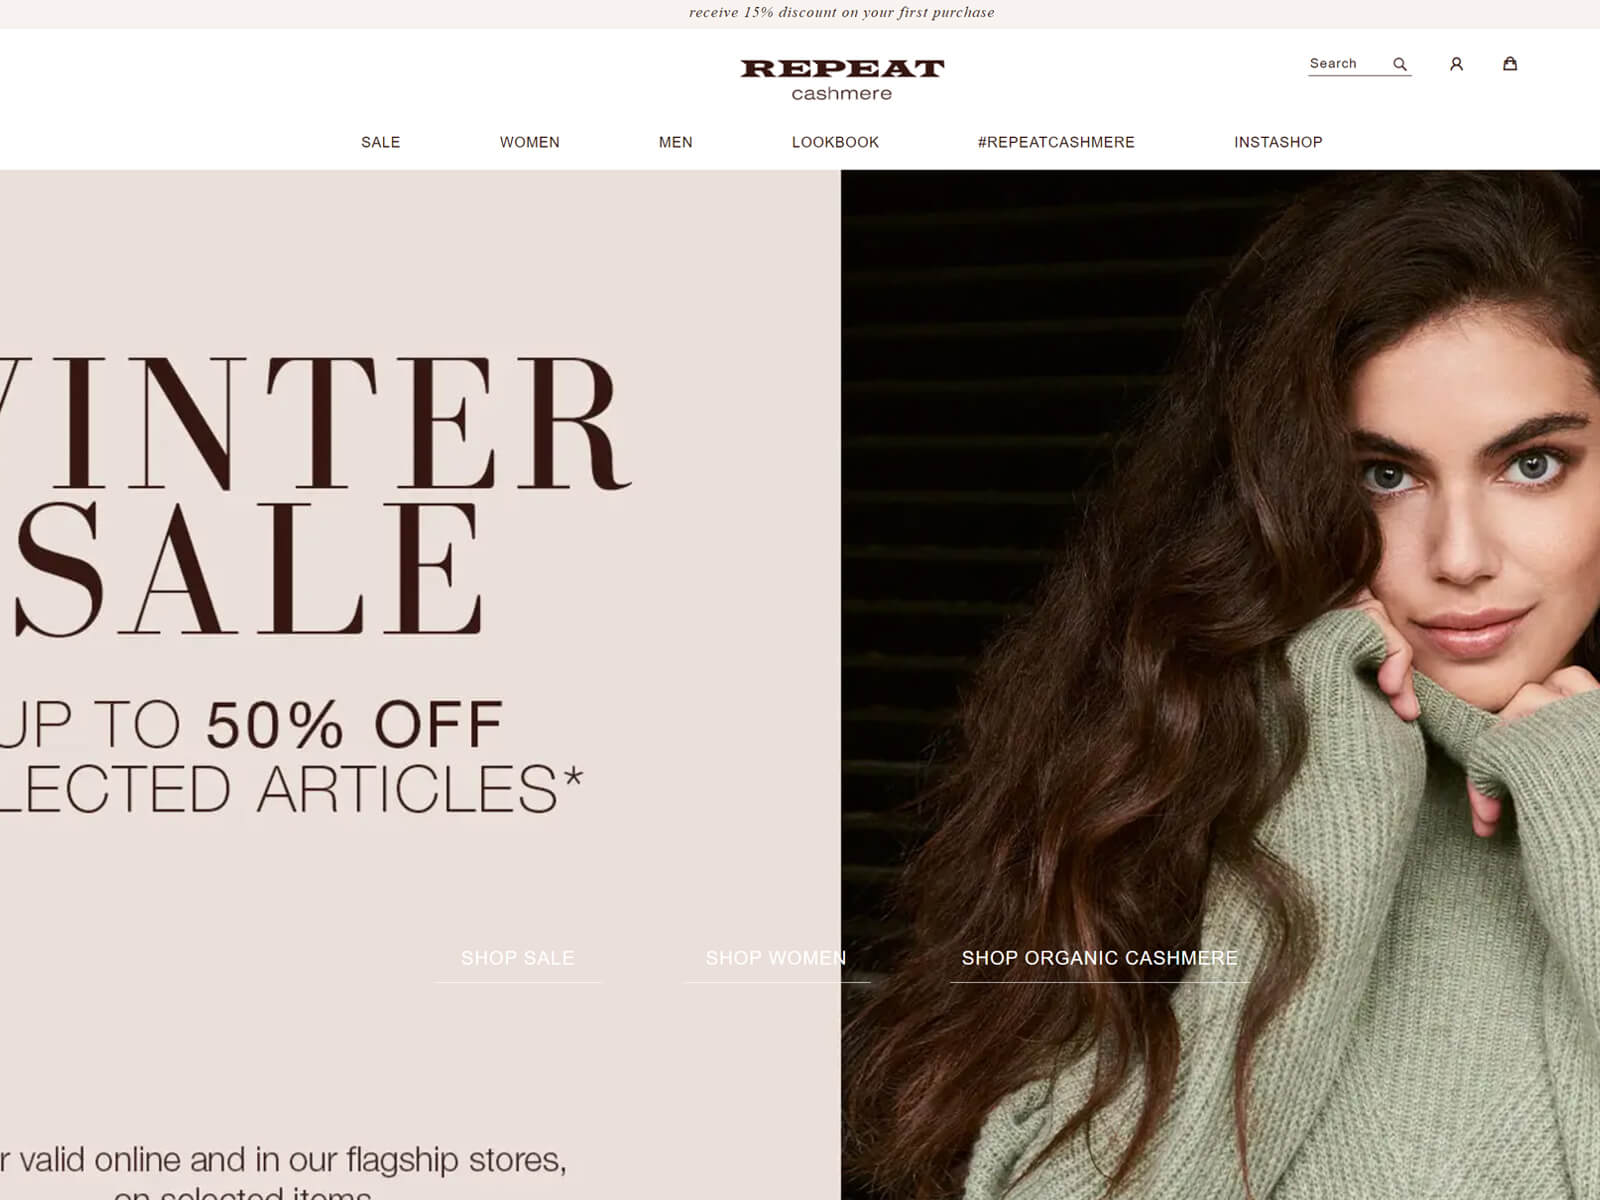 receive 15% discount on your first purchase
REPEAT
cashmere
Search
SALE WOMEN MEN LOOKBOOK #REPEATCASHMERE INSTASHOP
INTER
SALE
UP TO 50% OFF
LECTED ARTICLES*
SHOP SALE SHOP WOMEN SHOP ORGANIC CASHMERE
r valid online and in our flagship stores,
on selected items